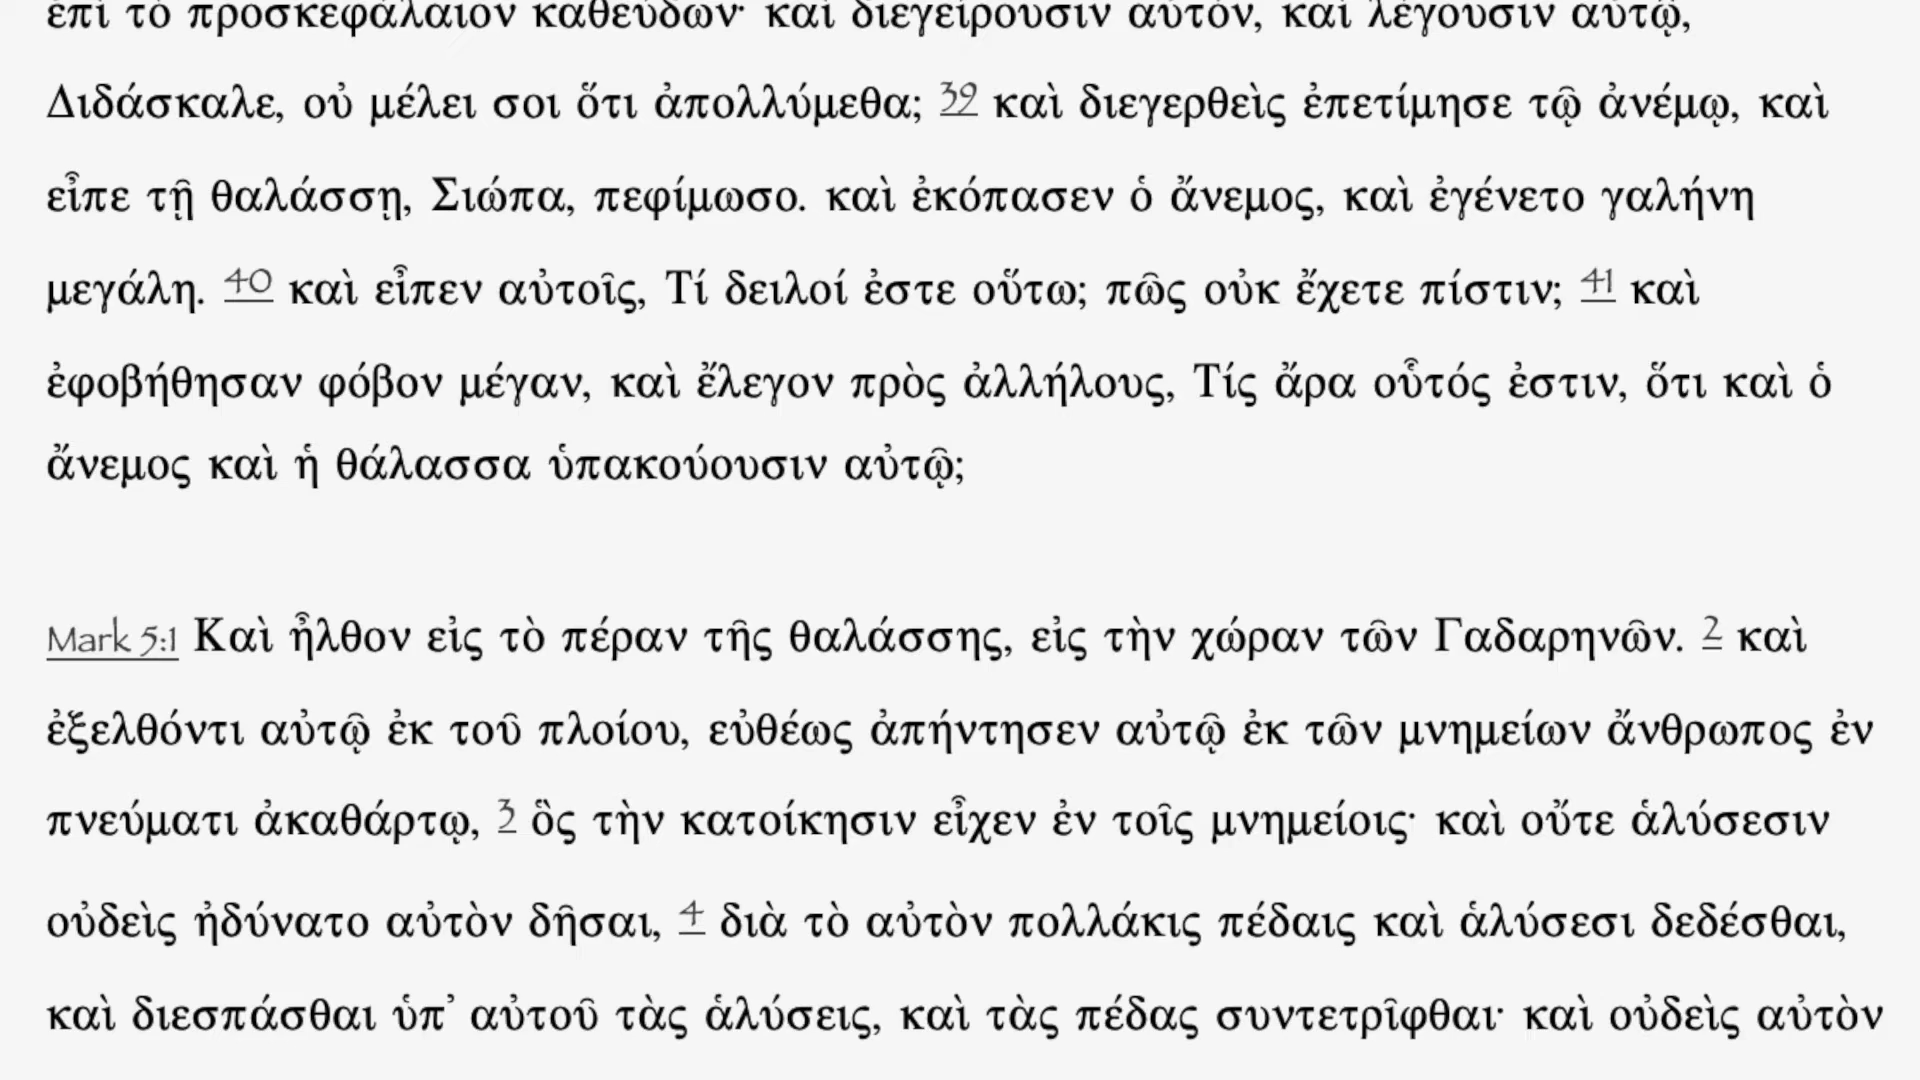 ἐπὶ τὸ προσκεφάλαιον καθεύδων· καὶ διεγείρουσιν αὐτόν, καὶ λέγουσιν αὐτῷ,
Διδάσκαλε, οὐ μέλει σοι ὅτι ἀπολλύμεθα; 39 καὶ διεγερθεὶς ἐπετίμησε τῷ ἀνέμῳ, καὶ
εἶπε τῇ θαλάσσῃ, Σιώπα, πεφίμωσο. καὶ ἐκόπασεν ὁ ἄνεμος, καὶ ἐγένετο γαλήνη
μεγάλη. 40 καὶ εἶπεν αὐτοῖς, Τί δειλοί ἐστε οὕτω; πῶς οὐκ ἔχετε πίστιν; 41 καὶ
ἐφοβήθησαν φόβον μέγαν, καὶ ἔλεγον πρὸς ἀλλήλους, Τίς ἄρα οὗτός ἐστιν, ὅτι καὶ ὁ
ἄνεμος καὶ ἡ θάλασσα ὑπακούουσιν αὐτῷ;
Mark 5:1 Καὶ ἦλθον εἰς τὸ πέραν τῆς θαλάσσης, εἰς τὴν χώραν τῶν Γαδαρηνῶν. 2 καὶ
ἐξελθόντι αὐτῷ ἐκ τοῦ πλοίου, εὐθέως ἀπήντησεν αὐτῷ ἐκ τῶν μνημείων ἄνθρωπος ἐν
πνεύματι ἀκαθάρτῳ, 3 ὃς τὴν κατοίκησιν εἶχεν ἐν τοῖς μνημείοις· καὶ οὔτε ἁλύσεσιν
οὐδεὶς ἠδύνατο αὐτὸν δῆσαι, 4 διὰ τὸ αὐτὸν πολλάκις πέδαις καὶ ἁλύσεσι δεδέσθαι,
καὶ διεσπάσθαι ὑπ᾽ αὐτοῦ τὰς ἁλύσεις, καὶ τὰς πέδας συντετρῖφθαι· καὶ οὐδεὶς αὐτὸν